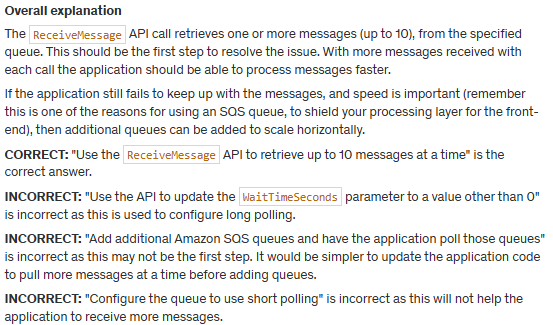 Overall explanation
The ReceiveMessage API call retrieves one or more messages (up to 10), from the specified
queue. This should be the first step to resolve the issue. With more messages received with
each call the application should be able to process messages faster.
If the application still fails to keep up with the messages, and speed is important (remember
this is one of the reasons for using an SQS queue, to shield your processing layer for the front-
end), then additional queues can be added to scale horizontally.
CORRECT: "Use the ReceiveMessage API to retrieve up to 10 messages at a time" is the
correct answer.
INCORRECT: "Use the API to update the WaitTimeSeconds parameter to a value other than 0"
is incorrect as this is used to configure long polling.
INCORRECT: "Add additional Amazon SQS queues and have the application poll those queues"
is incorrect as this may not be the first step. It would be simpler to update the application code
to pull more messages at a time before adding queues.
INCORRECT: "Configure the queue to use short polling" is incorrect as this will not help the
application to receive more messages.